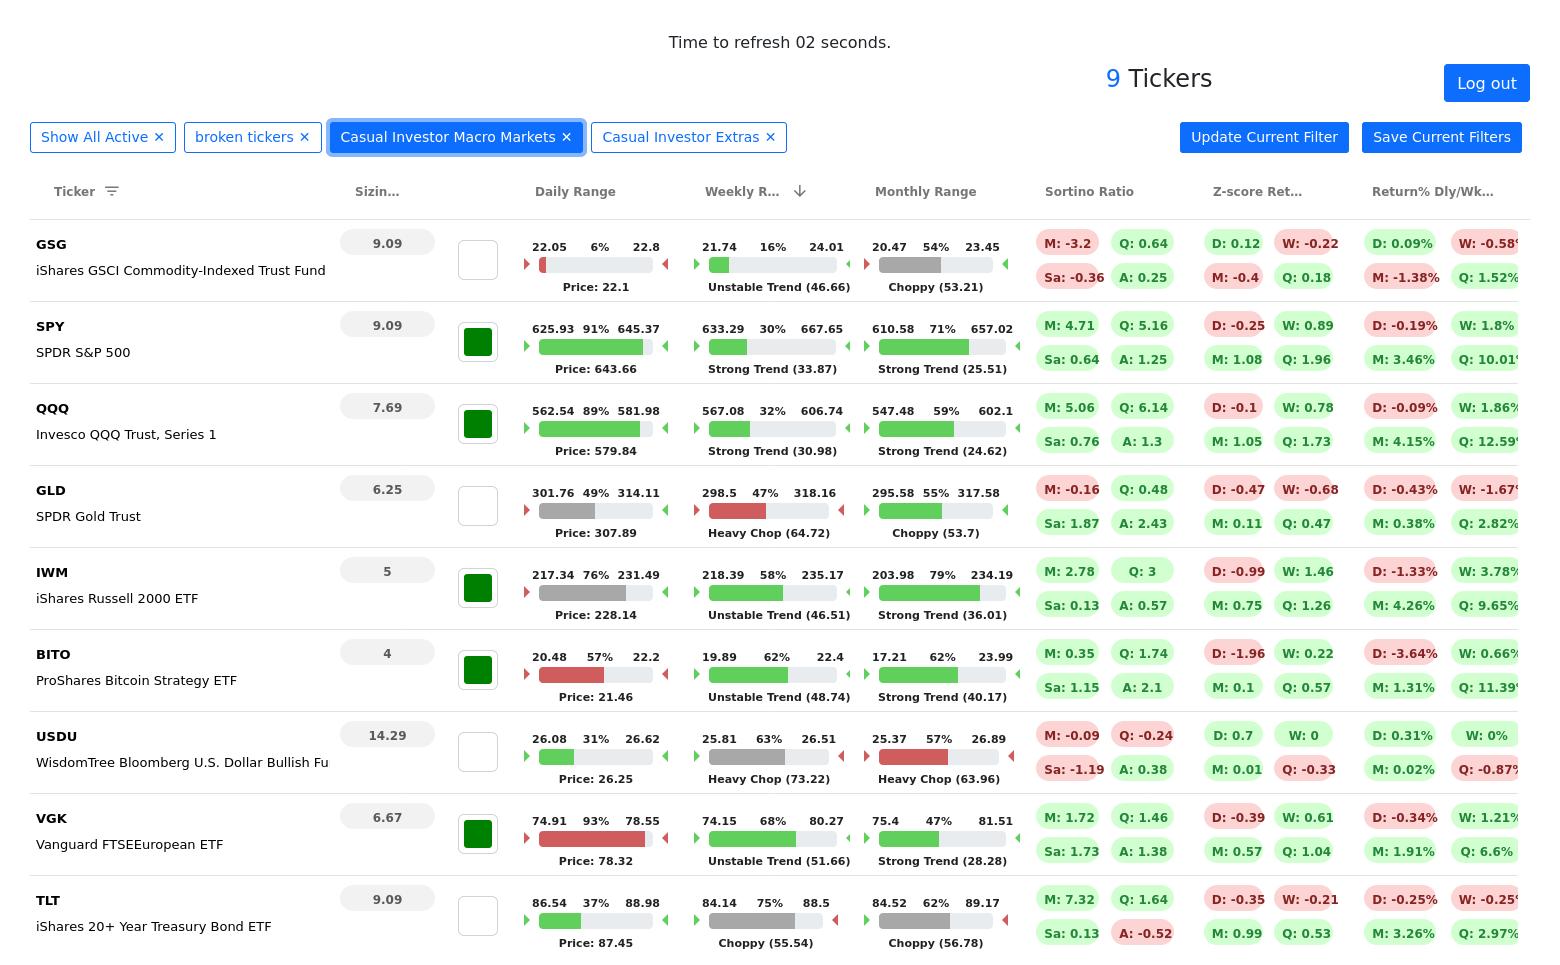 Time to refresh 02 seconds.
9 Tickers
Log out
Show All Active ✕ broken tickers ✕ Casual Investor Macro Markets ✕ Casual Investor Extras ✕ Update Current Filter Save Current Filters
Ticker Sizin... Daily Range Weekly R... Monthly Range Sortino Ratio Z-score Ret... Return% Dly/Wk...
GSG 9.09 22.05 6% 22.8 21.74 16% 24.01 20.47 54% 23.45 M: -3.2 Q: 0.64 D: 0.12 W: -0.22 D: 0.09% W: -0.58%
iShares GSCI Commodity-Indexed Trust Fund Sa: -0.36 A: 0.25 M: -0.4 Q: 0.18 M: -1.38% Q: 1.52%
Price: 22.1 Unstable Trend (46.66) Choppy (53.21)
SPY 9.09 625.93 91% 645.37 633.29 30% 667.65 610.58 71% 657.02 M: 4.71 Q: 5.16 D: -0.25 W: 0.89 D: -0.19% W: 1.8%
SPDR S&P 500 Sa: 0.64 A: 1.25 M: 1.08 Q: 1.96 M: 3.46% Q: 10.01%
Price: 643.66 Strong Trend (33.87) Strong Trend (25.51)
QQQ 7.69 562.54 89% 581.98 567.08 32% 606.74 547.48 59% 602.1 M: 5.06 Q: 6.14 D: -0.1 W: 0.78 D: -0.09% W: 1.86%
Invesco QQQ Trust, Series 1 Sa: 0.76 A: 1.3 M: 1.05 Q: 1.73 M: 4.15% Q: 12.59%
Price: 579.84 Strong Trend (30.98) Strong Trend (24.62)
GLD 6.25 301.76 49% 314.11 298.5 47% 318.16 295.58 55% 317.58 M: -0.16 Q: 0.48 D: -0.47 W: -0.68 D: -0.43% W: -1.67%
SPDR Gold Trust Sa: 1.87 A: 2.43 M: 0.11 Q: 0.47 M: 0.38% Q: 2.82%
Price: 307.89 Heavy Chop (64.72) Choppy (53.7)
IWM 5 217.34 76% 231.49 218.39 58% 235.17 203.98 79% 234.19 M: 2.78 Q: 3 D: -0.99 W: 1.46 D: -1.33% W: 3.78%
iShares Russell 2000 ETF Sa: 0.13 A: 0.57 M: 0.75 Q: 1.26 M: 4.26% Q: 9.65%
Price: 228.14 Unstable Trend (46.51) Strong Trend (36.01)
BITO 4 20.48 57% 22.2 19.89 62% 22.4 17.21 62% 23.99 M: 0.35 Q: 1.74 D: -1.96 W: 0.22 D: -3.64% W: 0.66%
ProShares Bitcoin Strategy ETF Sa: 1.15 A: 2.1 M: 0.1 Q: 0.57 M: 1.31% Q: 11.39%
Price: 21.46 Unstable Trend (48.74) Strong Trend (40.17)
USDU 14.29 26.08 31% 26.62 25.81 63% 26.51 25.37 57% 26.89 M: -0.09 Q: -0.24 D: 0.7 W: 0 D: 0.31% W: 0%
WisdomTree Bloomberg U.S. Dollar Bullish Fu Sa: -1.19 A: 0.38 M: 0.01 Q: -0.33 M: 0.02% Q: -0.87%
Price: 26.25 Heavy Chop (73.22) Heavy Chop (63.96)
VGK 6.67 74.91 93% 78.55 74.15 68% 80.27 75.4 47% 81.51 M: 1.72 Q: 1.46 D: -0.39 W: 0.61 D: -0.34% W: 1.21%
Vanguard FTSEEuropean ETF Sa: 1.73 A: 1.38 M: 0.57 Q: 1.04 M: 1.91% Q: 6.6%
Price: 78.32 Unstable Trend (51.66) Strong Trend (28.28)
TLT 9.09 86.54 37% 88.98 84.14 75% 88.5 84.52 62% 89.17 M: 7.32 Q: 1.64 D: -0.35 W: -0.21 D: -0.25% W: -0.25%
iShares 20+ Year Treasury Bond ETF Sa: 0.13 A: -0.52 M: 0.99 Q: 0.53 M: 3.26% Q: 2.97%
Price: 87.45 Choppy (55.54) Choppy (56.78)